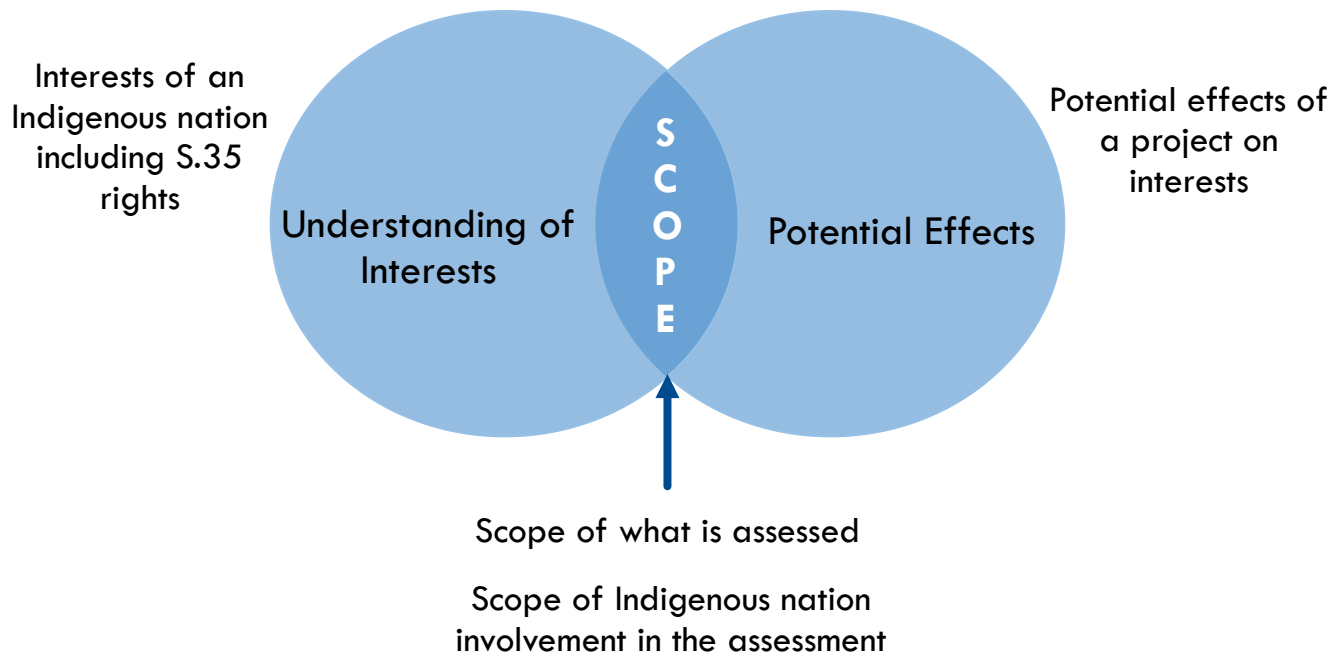 Interests of an
Indigenous nation
including S.35
rights
Understanding of
Interests
S
C
O
P
E
Potential Effects
Potential effects of
a project on
interests
Scope of what is assessed
Scope of Indigenous nation
involvement in the assessment